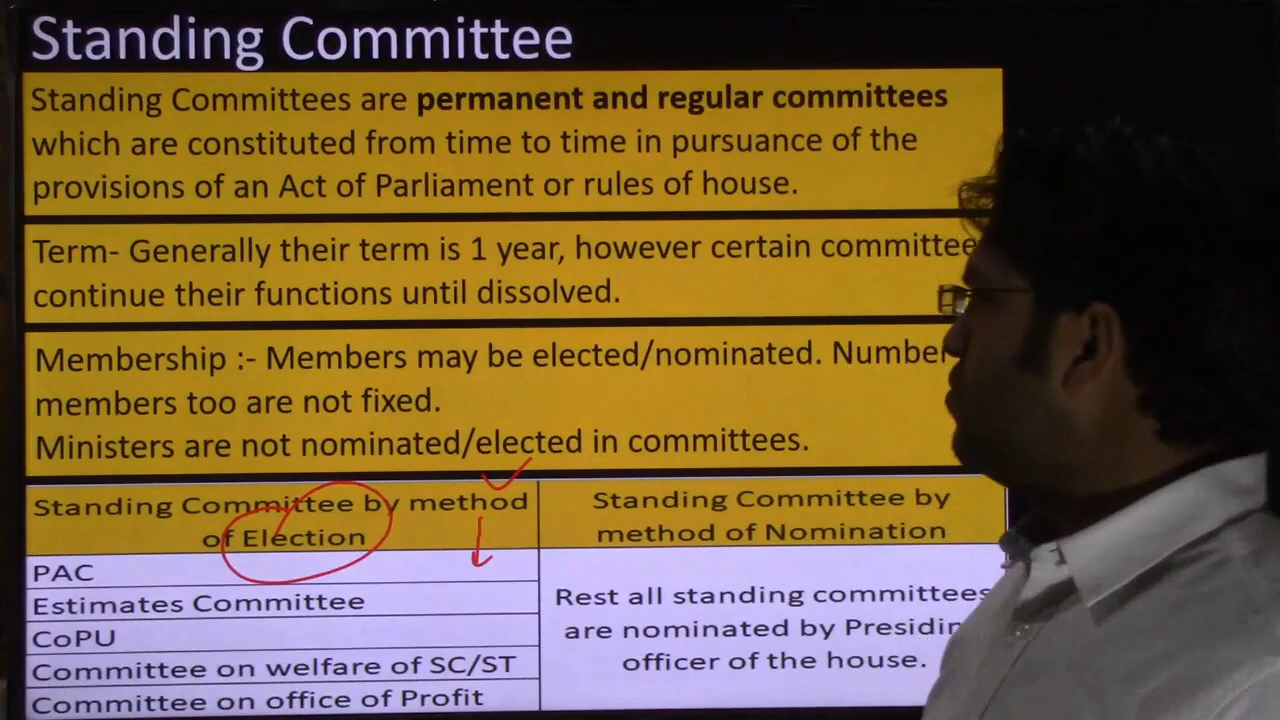 Standing Committee
Standing Committees are permanent and regular committees
which are constituted from time to time in pursuance of the
provisions of an Act of Parliament or rules of house.
Term- Generally their term is 1 year, however certain committee
continue their functions until dissolved.
Membership :- Members may be elected/nominated. Number
members too are not fixed.
Ministers are not nominated/elected in committees.
Standing Committee by method
of Election
Standing Committee by
method of Nomination
PAC
Estimates Committee
CoPU
Committee on welfare of SC/ST
Committee on office of Profit
Rest all standing committees
are nominated by
officer of the house.